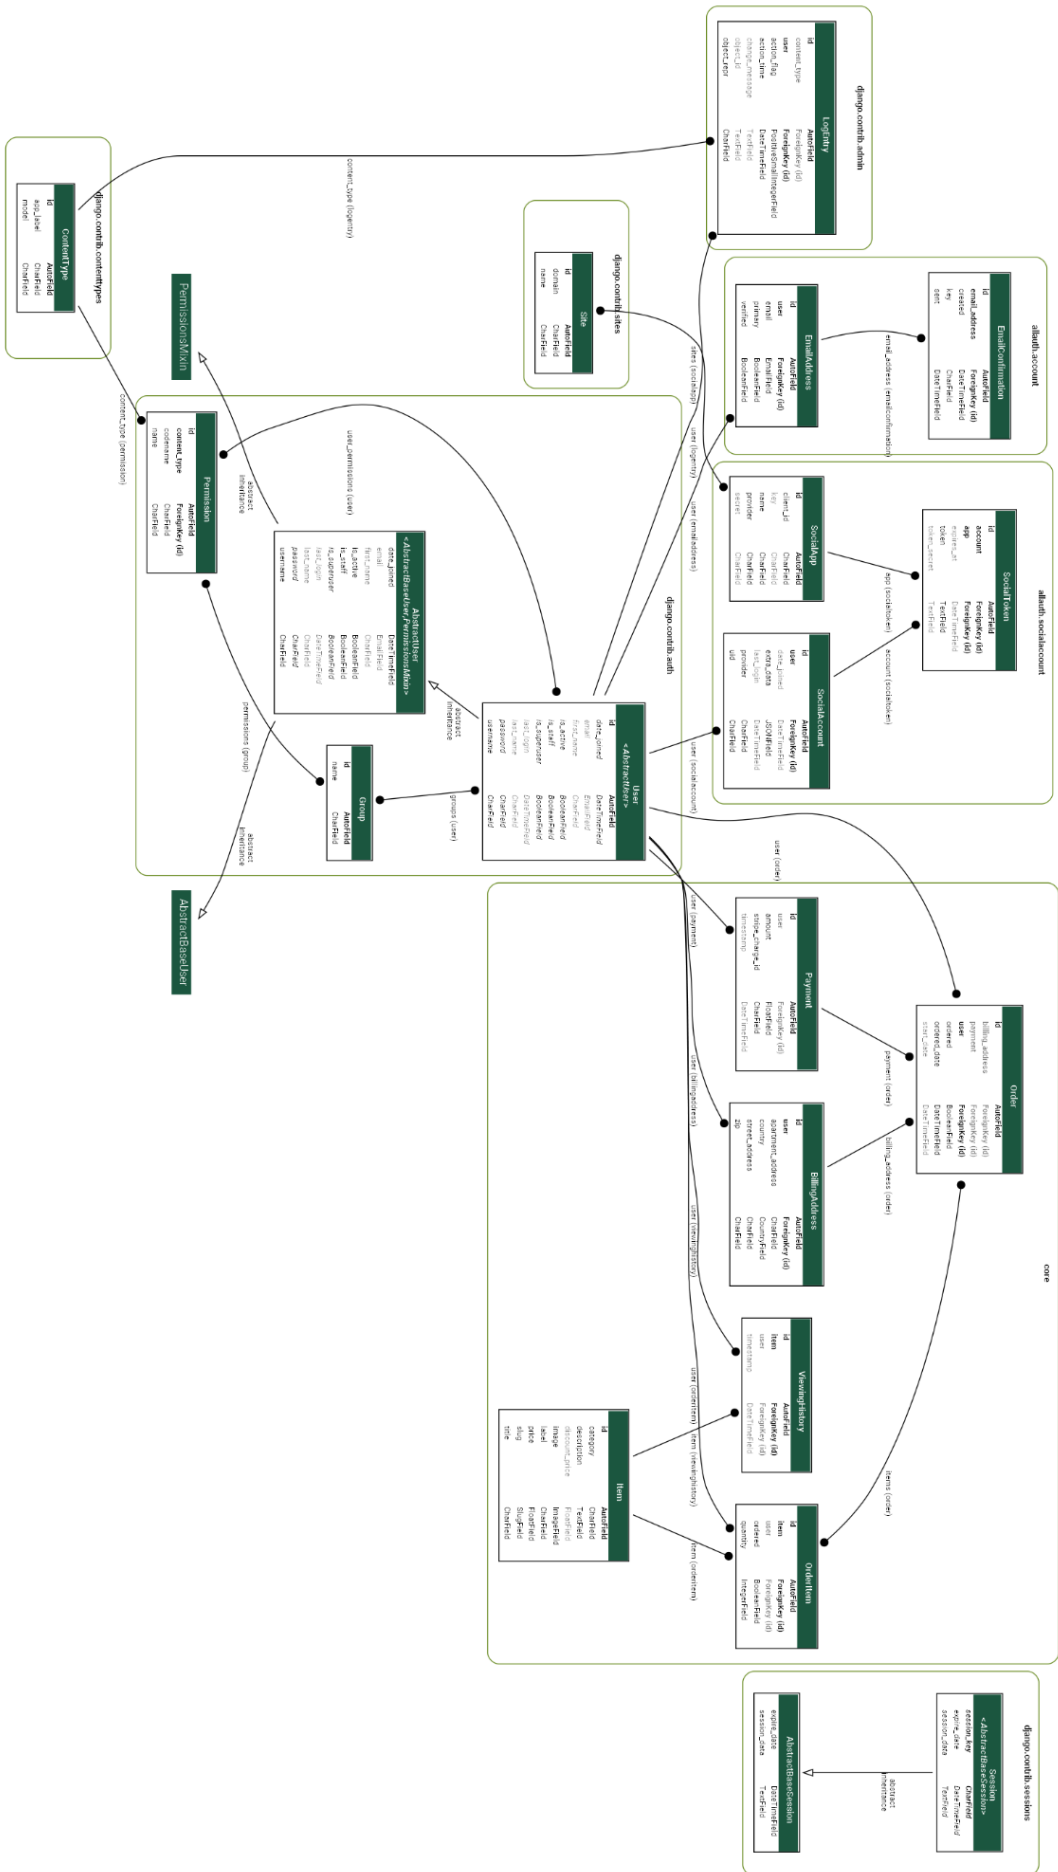 django.contrib.admin
LogEntry
id AutoField
content_type ForeignKey (id)
user ForeignKey (id)
action_flag PositiveSmallIntegerField
action_time DateTimeField
change_message TextField
object_id TextField
object_repr CharField
django.contrib.contenttypes
ContentType
id AutoField
app_label CharField
model CharField
content_type (logentry)
content_type (permission)
django.contrib.sites
Site
id AutoField
domain CharField
name CharField
sites (socialapp)
user (logentry)
allauth.account
EmailConfirmation
id AutoField
email_address ForeignKey (id)
created DateTimeField
key CharField
sent DateTimeField
EmailAddress
id AutoField
user ForeignKey (id)
email EmailField
primary BooleanField
verified BooleanField
email_address (emailconfirmation)
user (emailaddress)
allauth.socialaccount
SocialToken
id AutoField
account ForeignKey (id)
app ForeignKey (id)
expires_at DateTimeField
token TextField
token_secret TextField
SocialApp
id AutoField
client_id CharField
key CharField
name CharField
provider CharField
secret CharField
SocialAccount
id AutoField
user ForeignKey (id)
date_joined DateTimeField
extra_data JSONField
last_login DateTimeField
provider CharField
uid CharField
app (socialtoken)
account (socialtoken)
user (socialaccount)
PermissionsMixin
AbstractBaseUser
django.contrib.auth
Permission
id AutoField
content_type ForeignKey (id)
codename CharField
name CharField
AbstractUser
<AbstractBaseUser,PermissionsMixin>
date_joined DateTimeField
email EmailField
first_name CharField
is_active BooleanField
is_staff BooleanField
is_superuser BooleanField
last_login DateTimeField
last_name CharField
password CharField
username CharField
Group
id AutoField
name CharField
User
<AbstractUser>
id AutoField
date_joined DateTimeField
email EmailField
first_name CharField
is_active BooleanField
is_staff BooleanField
is_superuser BooleanField
last_login DateTimeField
last_name CharField
password CharField
username CharField
user_permissions (user)
abstract
inheritance
abstract
inheritance
abstract
inheritance
permissions (group)
groups (user)
user (order)
user (payment)
core
Order
id AutoField
billing_address ForeignKey (id)
payment ForeignKey (id)
user ForeignKey (id)
ordered BooleanField
ordered_date DateTimeField
start_date DateTimeField
Payment
id AutoField
user ForeignKey (id)
amount FloatField
stripe_charge_id CharField
timestamp DateTimeField
BillingAddress
id AutoField
user ForeignKey (id)
apartment_address CharField
country CountryField
street_address CharField
zip CharField
ViewingHistory
id AutoField
item ForeignKey (id)
user ForeignKey (id)
timestamp DateTimeField
OrderItem
id AutoField
item ForeignKey (id)
user ForeignKey (id)
ordered BooleanField
quantity IntegerField
Item
id AutoField
category CharField
description TextField
discount_price FloatField
image ImageField
label CharField
price FloatField
slug SlugField
title CharField
payment (order)
billing_address (order)
items (order)
user (billingaddress)
user (viewinghistory)
user (orderitem)
item (viewinghistory)
item (orderitem)
django.contrib.sessions
Session
<AbstractBaseSession>
session_key CharField
expire_date DateTimeField
session_data TextField
AbstractBaseSession
expire_date DateTimeField
session_data TextField
abstract
inheritance